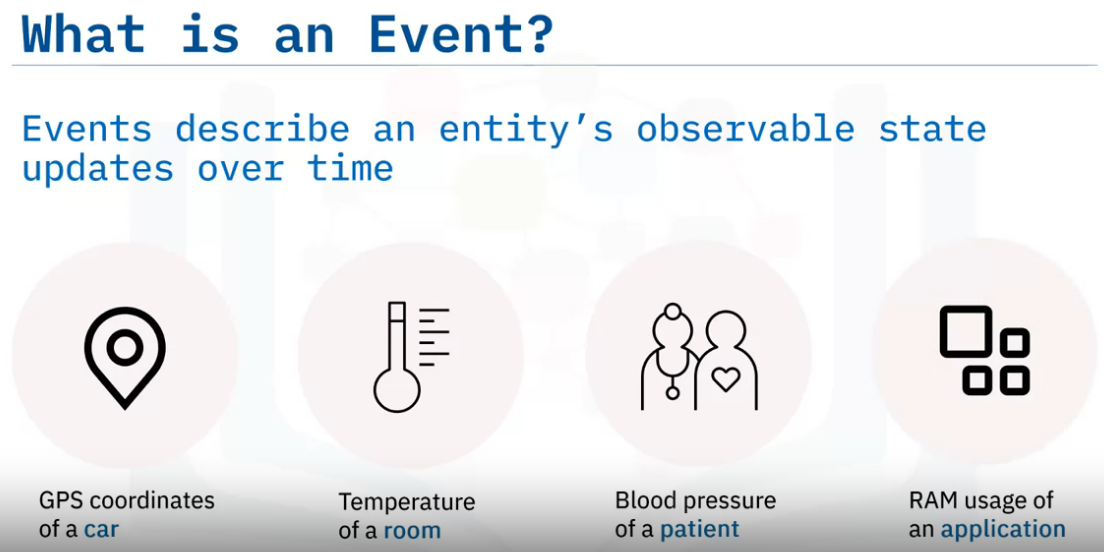 What is an Event?
Events describe an entity’s observable state
updates over time
GPS coordinates
of a car
Temperature
of a room
Blood pressure
of a patient
RAM usage of
an application